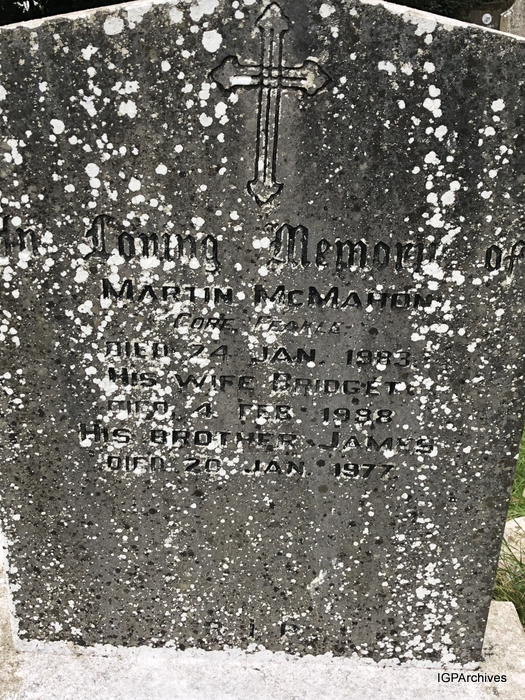 In Loving Memory of
MARTIN MCMAHON
DIED 24 JAN. 1983
HIS WIFE BRIDGET
DIED 4 FEB. 1998
HIS BROTHER JAMES
DIED 20 JAN. 1977
R I P
IGPArchives